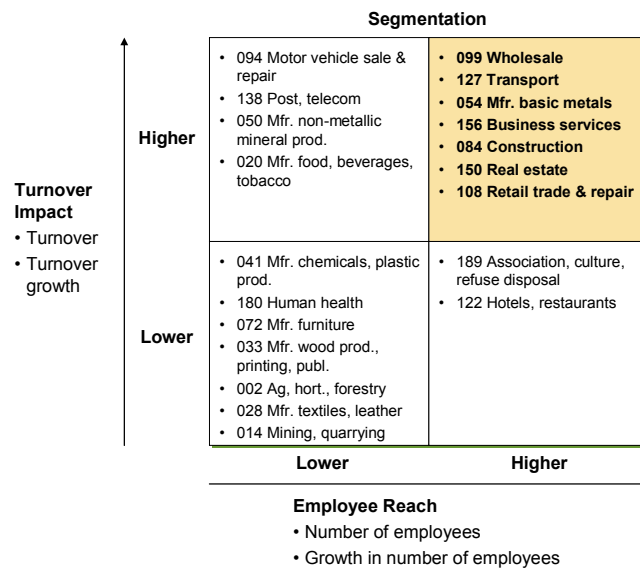 Segmentation
Turnover
Impact
• Turnover
• Turnover
growth
Higher
• 094 Motor vehicle sale &
repair
• 138 Post, telecom
• 050 Mfr. non-metallic
mineral prod.
• 020 Mfr. food, beverages,
tobacco
• 099 Wholesale
• 127 Transport
• 054 Mfr. basic metals
• 156 Business services
• 084 Construction
• 150 Real estate
• 108 Retail trade & repair
Lower
• 041 Mfr. chemicals, plastic
prod.
• 180 Human health
• 072 Mfr. furniture
• 033 Mfr. wood prod.,
printing, publ.
• 002 Ag, hort., forestry
• 028 Mfr. textiles, leather
• 014 Mining, quarrying
• 189 Association, culture,
refuse disposal
• 122 Hotels, restaurants
Lower
Higher
Employee Reach
• Number of employees
• Growth in number of employees